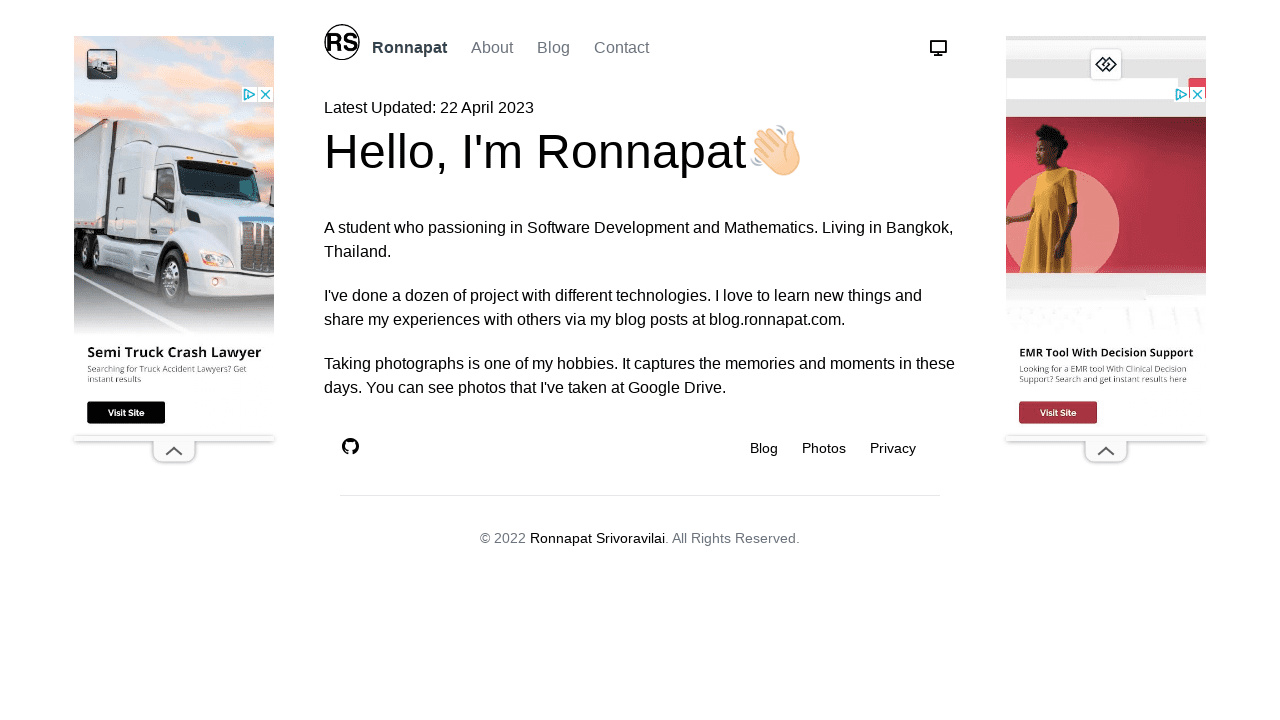 RS
Ronnapat
About
Blog
Contact
Latest Updated: 22 April 2023
Hello, I'm Ronnapat👋🏻
A student who passioning in Software Development and Mathematics. Living in Bangkok,
Thailand.
I've done a dozen of project with different technologies. I love to learn new things and
share my experiences with others via my blog posts at blog.ronnapat.com.
Taking photographs is one of my hobbies. It captures the memories and moments in these
days. You can see photos that I've taken at Google Drive.
Blog
Photos
Privacy
© 2022 Ronnapat Srivoravilai. All Rights Reserved.
Semi Truck Crash Lawyer
Searching for Truck Accident Lawyers? Get
instant results
Visit Site
EMR Tool With Decision Support
Looking for a EMR tool With Clinical Decision
Support? Search and get instant results here
Visit Site